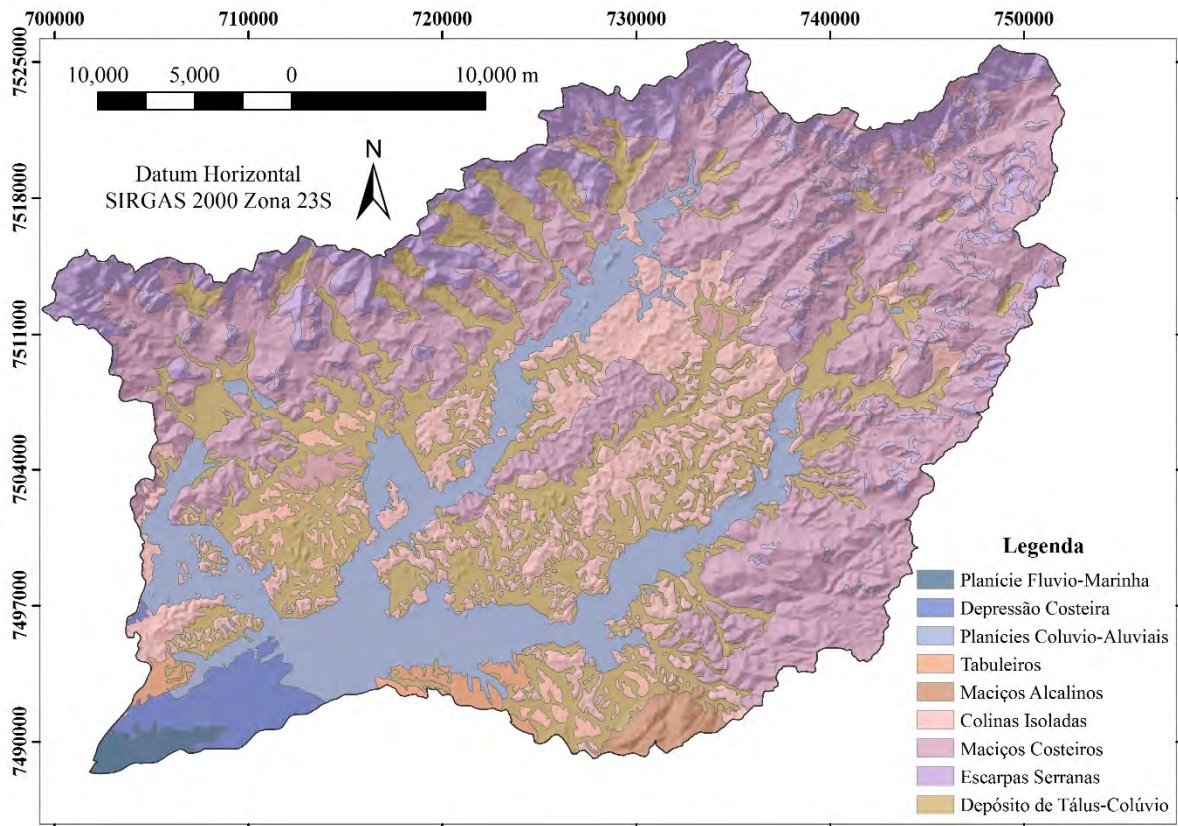 700000 710000 720000 730000 740000 750000
7525000
10,000 5,000 0 10,000 m
N
Datum Horizontal
SIRGAS 2000 Zona 23S
7518000
7511000
7504000
7497000
7490000
Legenda
Planície Fluvio-Marinha
Depressão Costeira
Planícies Coluvio-Aluviais
Tabuleiros
Maciços Alcalinos
Colinas Isoladas
Maciços Costeiros
Escarpas Serranas
Depósito de Tálus-Colúvio